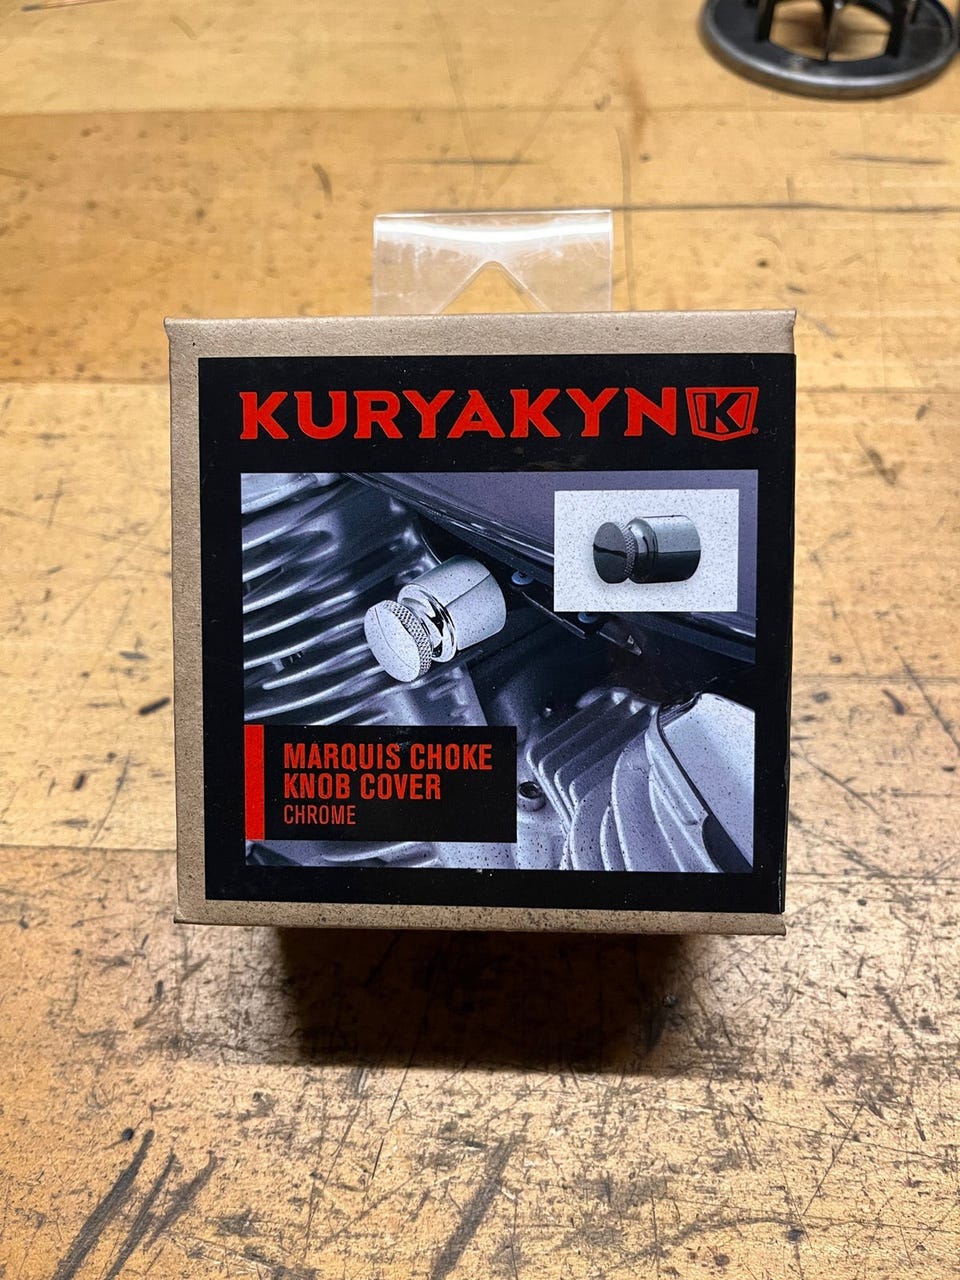 KURYAKYN K®
MARQUIS CHOKE
KNOB COVER
CHROME